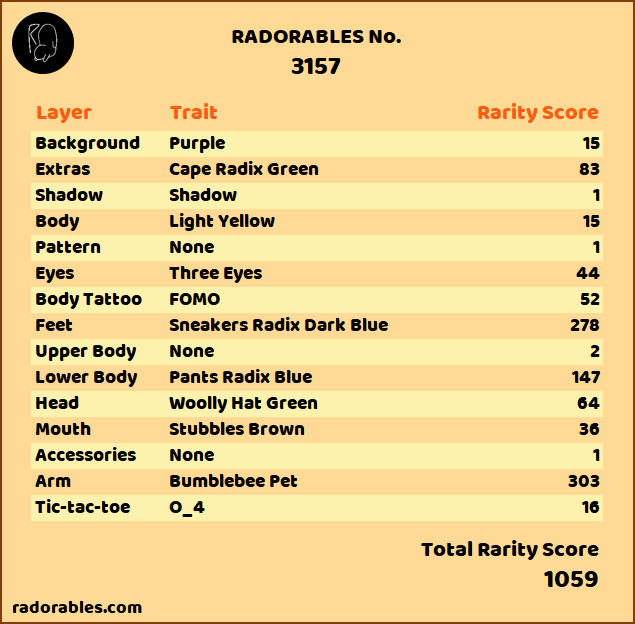 RADORABLES No.
3157
Layer Trait Rarity Score
Background Purple 15
Extras Cape Radix Green 83
Shadow Shadow 1
Body Light Yellow 15
Pattern None 1
Eyes Three Eyes 44
Body Tattoo FOMO 52
Feet Sneakers Radix Dark Blue 278
Upper Body None 2
Lower Body Pants Radix Blue 147
Head Woolly Hat Green 64
Mouth Stubbles Brown 36
Accessories None 1
Arm Bumblebee Pet 303
Tic-tac-toe O_4 16
Total Rarity Score
1059
radorables.com